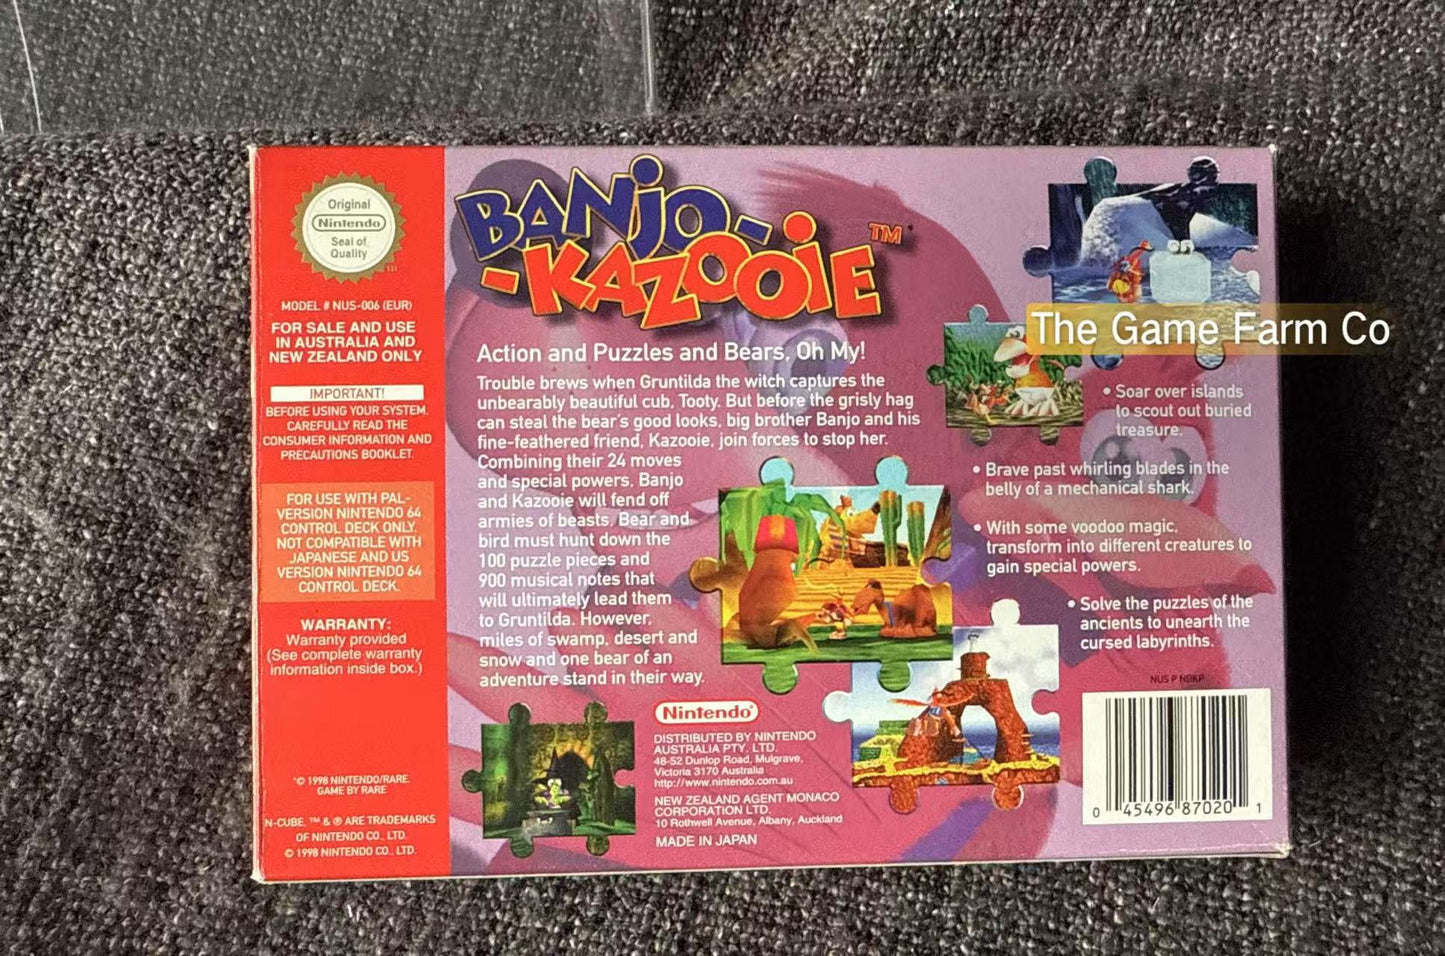 Original
Nintendo
Seal of
Quality
MODEL # NUS-006 (EUR)
FOR SALE AND USE
IN AUSTRALIA AND
NEW ZEALAND ONLY
IMPORTANT!
BEFORE USING YOUR SYSTEM.
CAREFULLY READ THE
CONSUMER INFORMATION AND
PRECAUTIONS BOOKLET.
FOR USE WITH PAL-
VERSION NINTENDO 64
CONTROL DECK ONLY.
NOT COMPATIBLE WITH
JAPANESE AND US
VERSION NINTENDO 64
CONTROL DECK.
WARRANTY:
Warranty provided
(See complete warranty
information inside box.)
© 1998 NINTENDO/RARE.
GAME BY RARE
N-CUBE, ™ & ® ARE TRADEMARKS
OF NINTENDO CO., LTD.
© 1998 NINTENDO CO., LTD.
BANJO-
-KAZOOIE™
Action and Puzzles and Bears, Oh My!
Trouble brews when Gruntilda the witch captures the
unbearably beautiful cub, Tooty. But before the grisly hag
can steal the bear's good looks, big brother Banjo and his
fine-feathered friend, Kazooie, join forces to stop her.
Combining their 24 moves
and special powers, Banjo
and Kazooie will fend off
armies of beasts. Bear and
bird must hunt down the
100 puzzle pieces and
900 musical notes that
will ultimately lead them
to Gruntilda. However,
miles of swamp, desert and
snow and one bear of an
adventure stand in their way.
Nintendo®
DISTRIBUTED BY NINTENDO
AUSTRALIA PTY. LTD.
48-52 Dunlop Road, Mulgrave,
Victoria 3170 Australia
http://www.nintendo.com.au
NEW ZEALAND AGENT MONACO
CORPORATION LTD.
10 Rothwell Avenue, Albany, Auckland
MADE IN JAPAN
The Game Farm Co
• Soar over islands
to scout out buried
treasure.
• Brave past whirling blades in the
belly of a mechanical shark.
• With some voodoo magic,
transform into different creatures to
gain special powers.
• Solve the puzzles of the
ancients to unearth the
cursed labyrinths.
NUS P NBKP
0 45496 87020 1